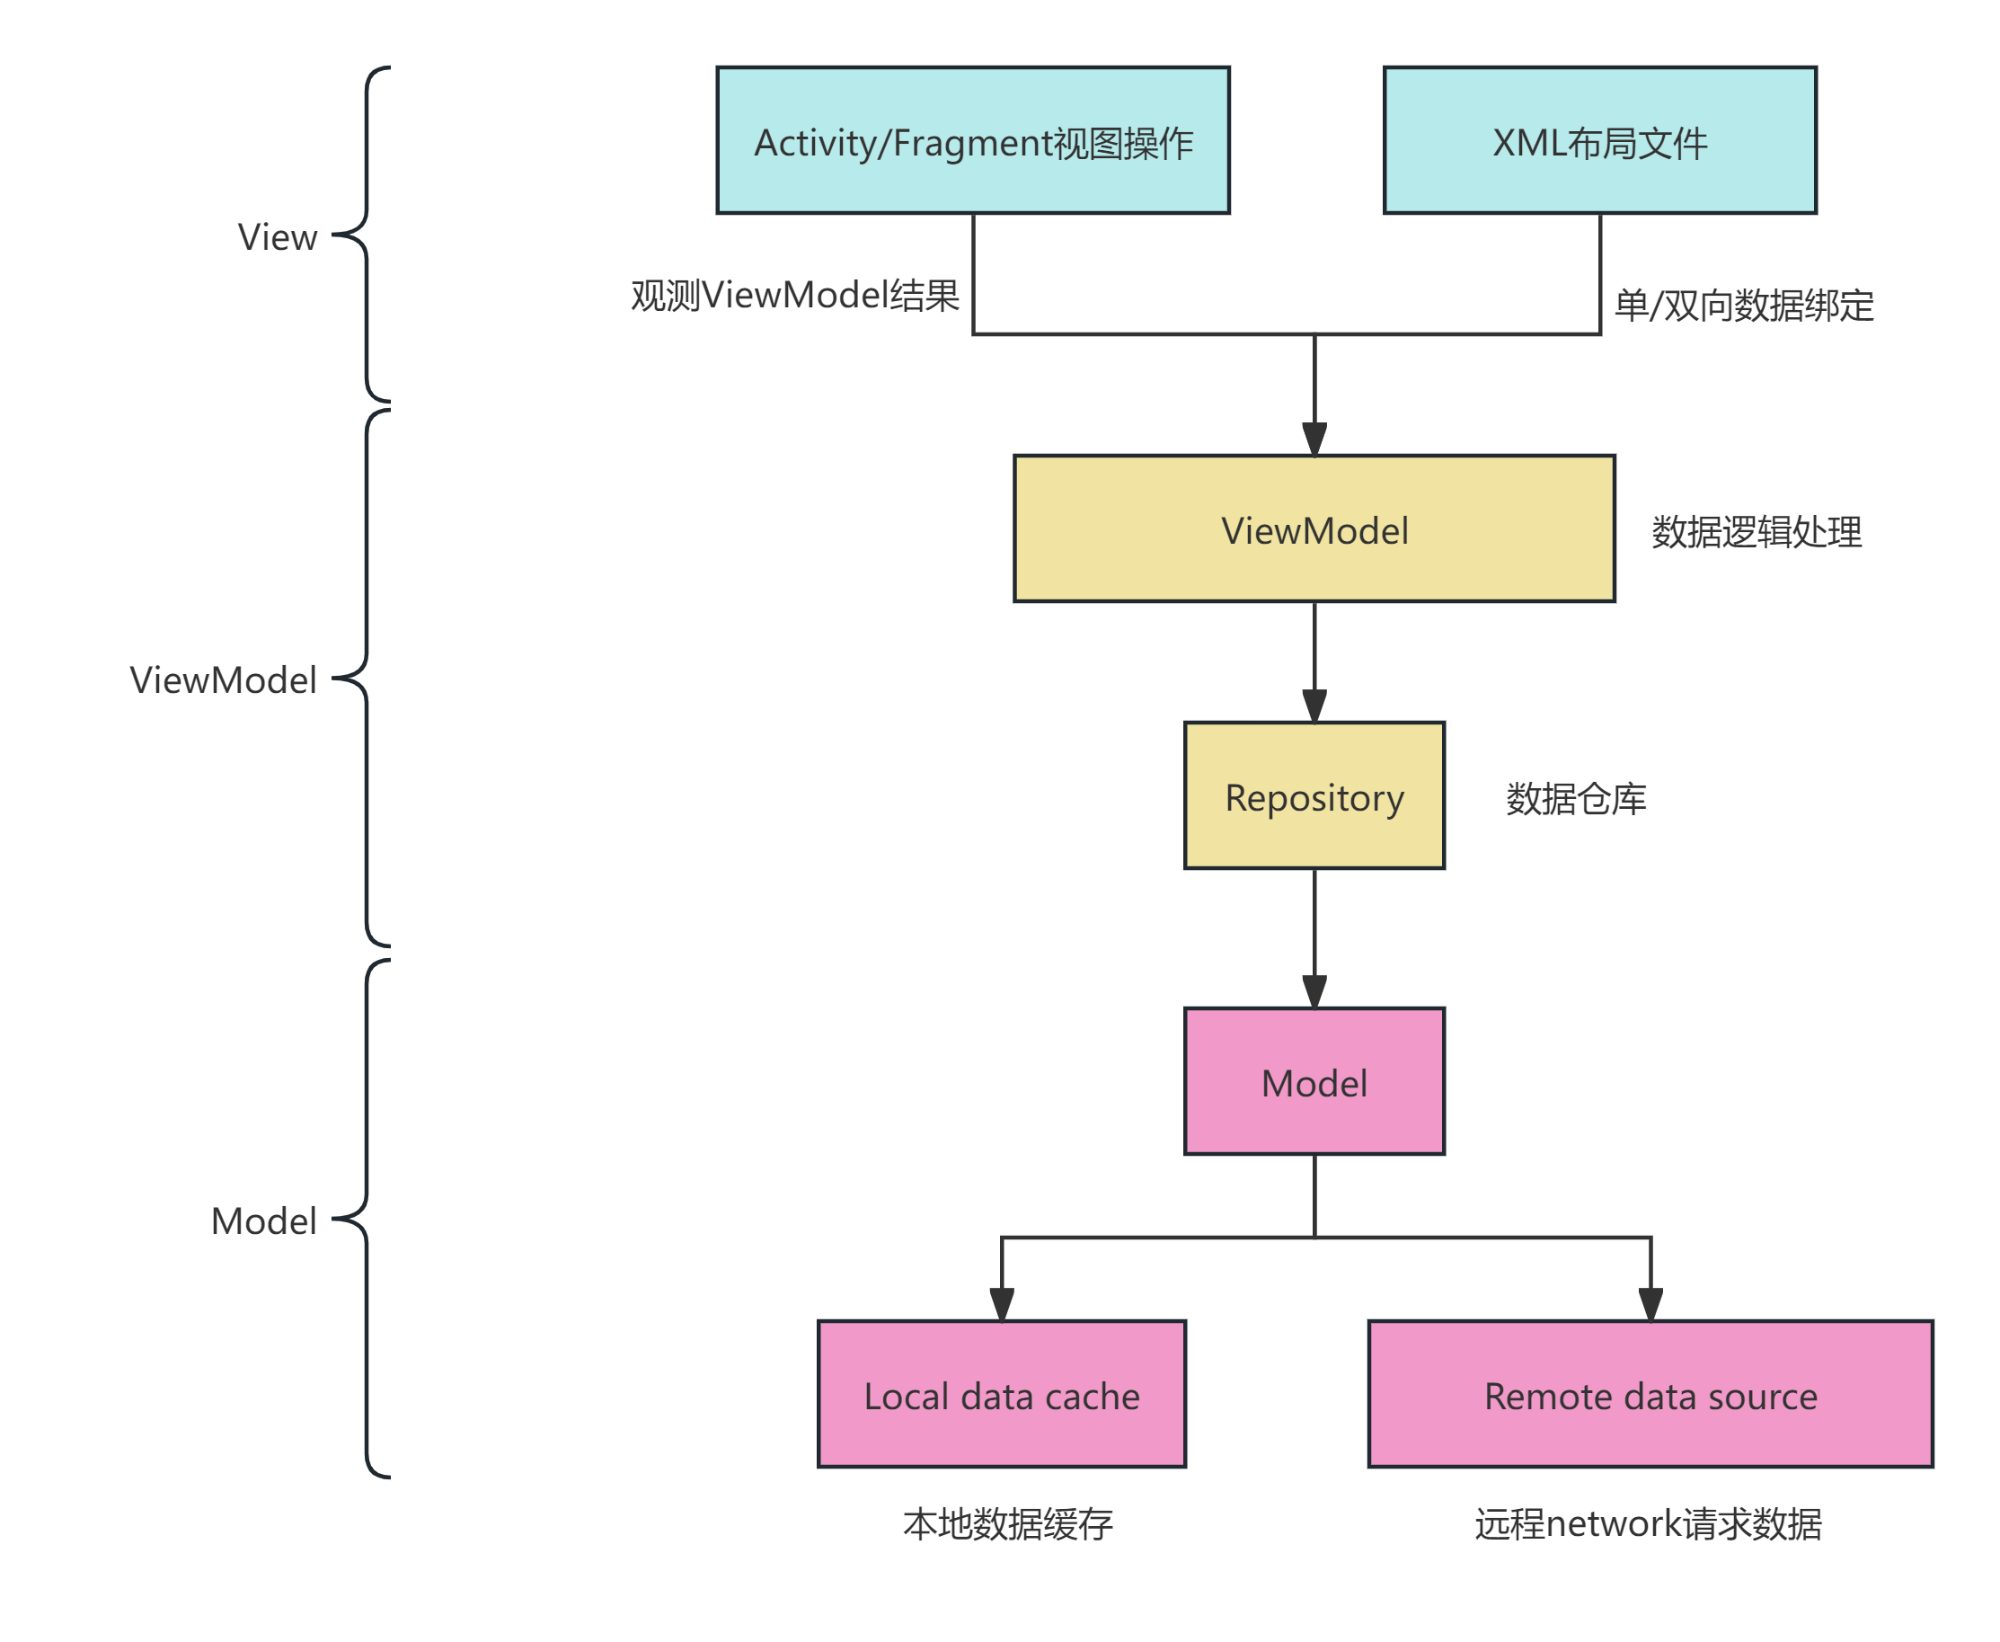 Activity/Fragment视图操作
XML布局文件
View
观测ViewModel结果
单/双向数据绑定
ViewModel
数据逻辑处理
ViewModel
Repository
数据仓库
Model
Model
Local data cache
Remote data source
本地数据缓存
远程network请求数据